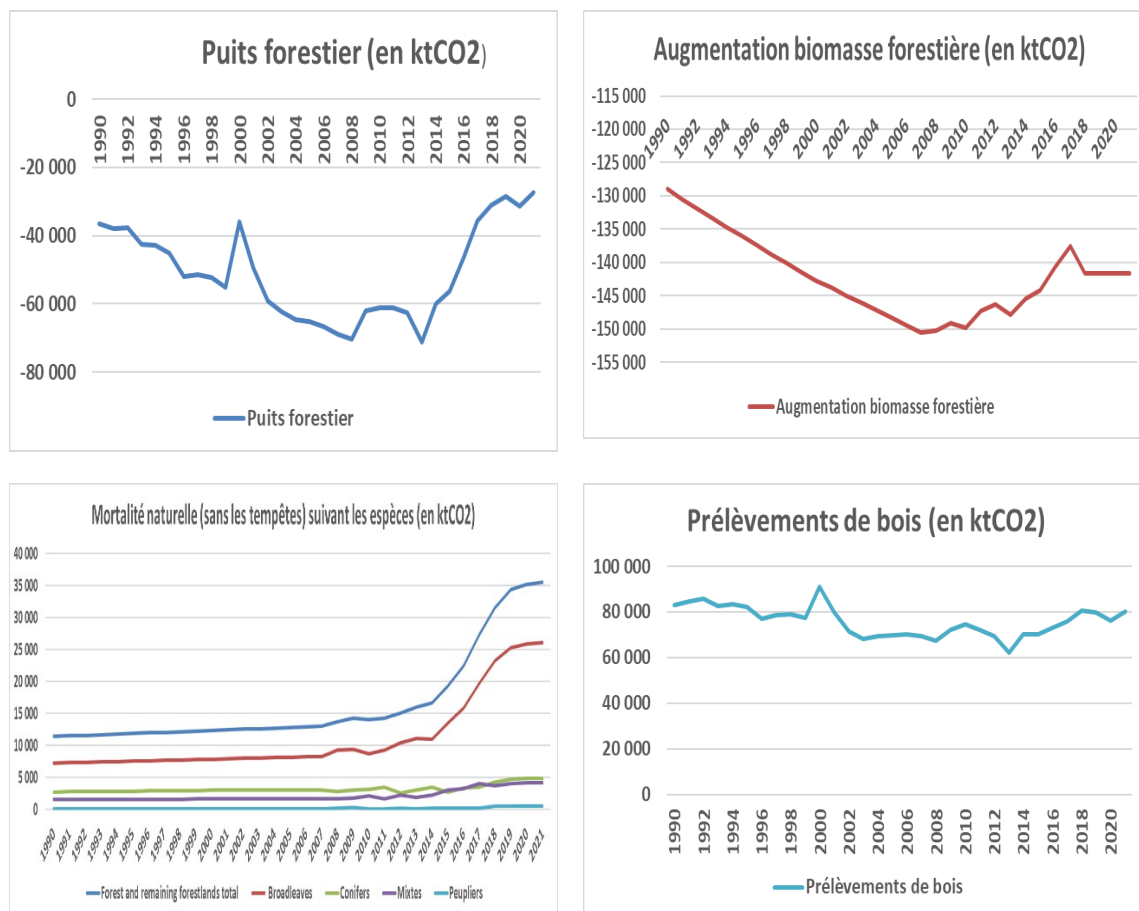 Puits forestier (en ktCO2)
0
-20 000
-40 000
-60 000
-80 000
1990 1992 1994 1996 1998 2000 2002 2004 2006 2008 2010 2012 2014 2016 2018 2020
Puits forestier
Augmentation biomasse forestière (en ktCO2)
-115 000
-120 000
-125 000
-130 000
-135 000
-140 000
-145 000
-150 000
-155 000
1990 1992 1994 1996 1998 2000 2002 2004 2006 2008 2010 2012 2014 2016 2018 2020
Augmentation biomasse forestière
Mortalité naturelle (sans les tempêtes) suivant les espèces (en ktCO2)
40 000
35 000
30 000
25 000
20 000
15 000
10 000
5 000
0
1990 1991 1992 1993 1994 1995 1996 1997 1998 1999 2000 2001 2002 2003 2004 2005 2006 2007 2008 2009 2010 2011 2012 2013 2014 2015 2016 2017 2018 2019 2020 2021
Forest and remaining forestlands total Broadleaves Conifers Mixtes Peupliers
Prélèvements de bois (en ktCO2)
100 000
80 000
60 000
40 000
20 000
0
1990 1992 1994 1996 1998 2000 2002 2004 2006 2008 2010 2012 2014 2016 2018 2020
Prélèvements de bois